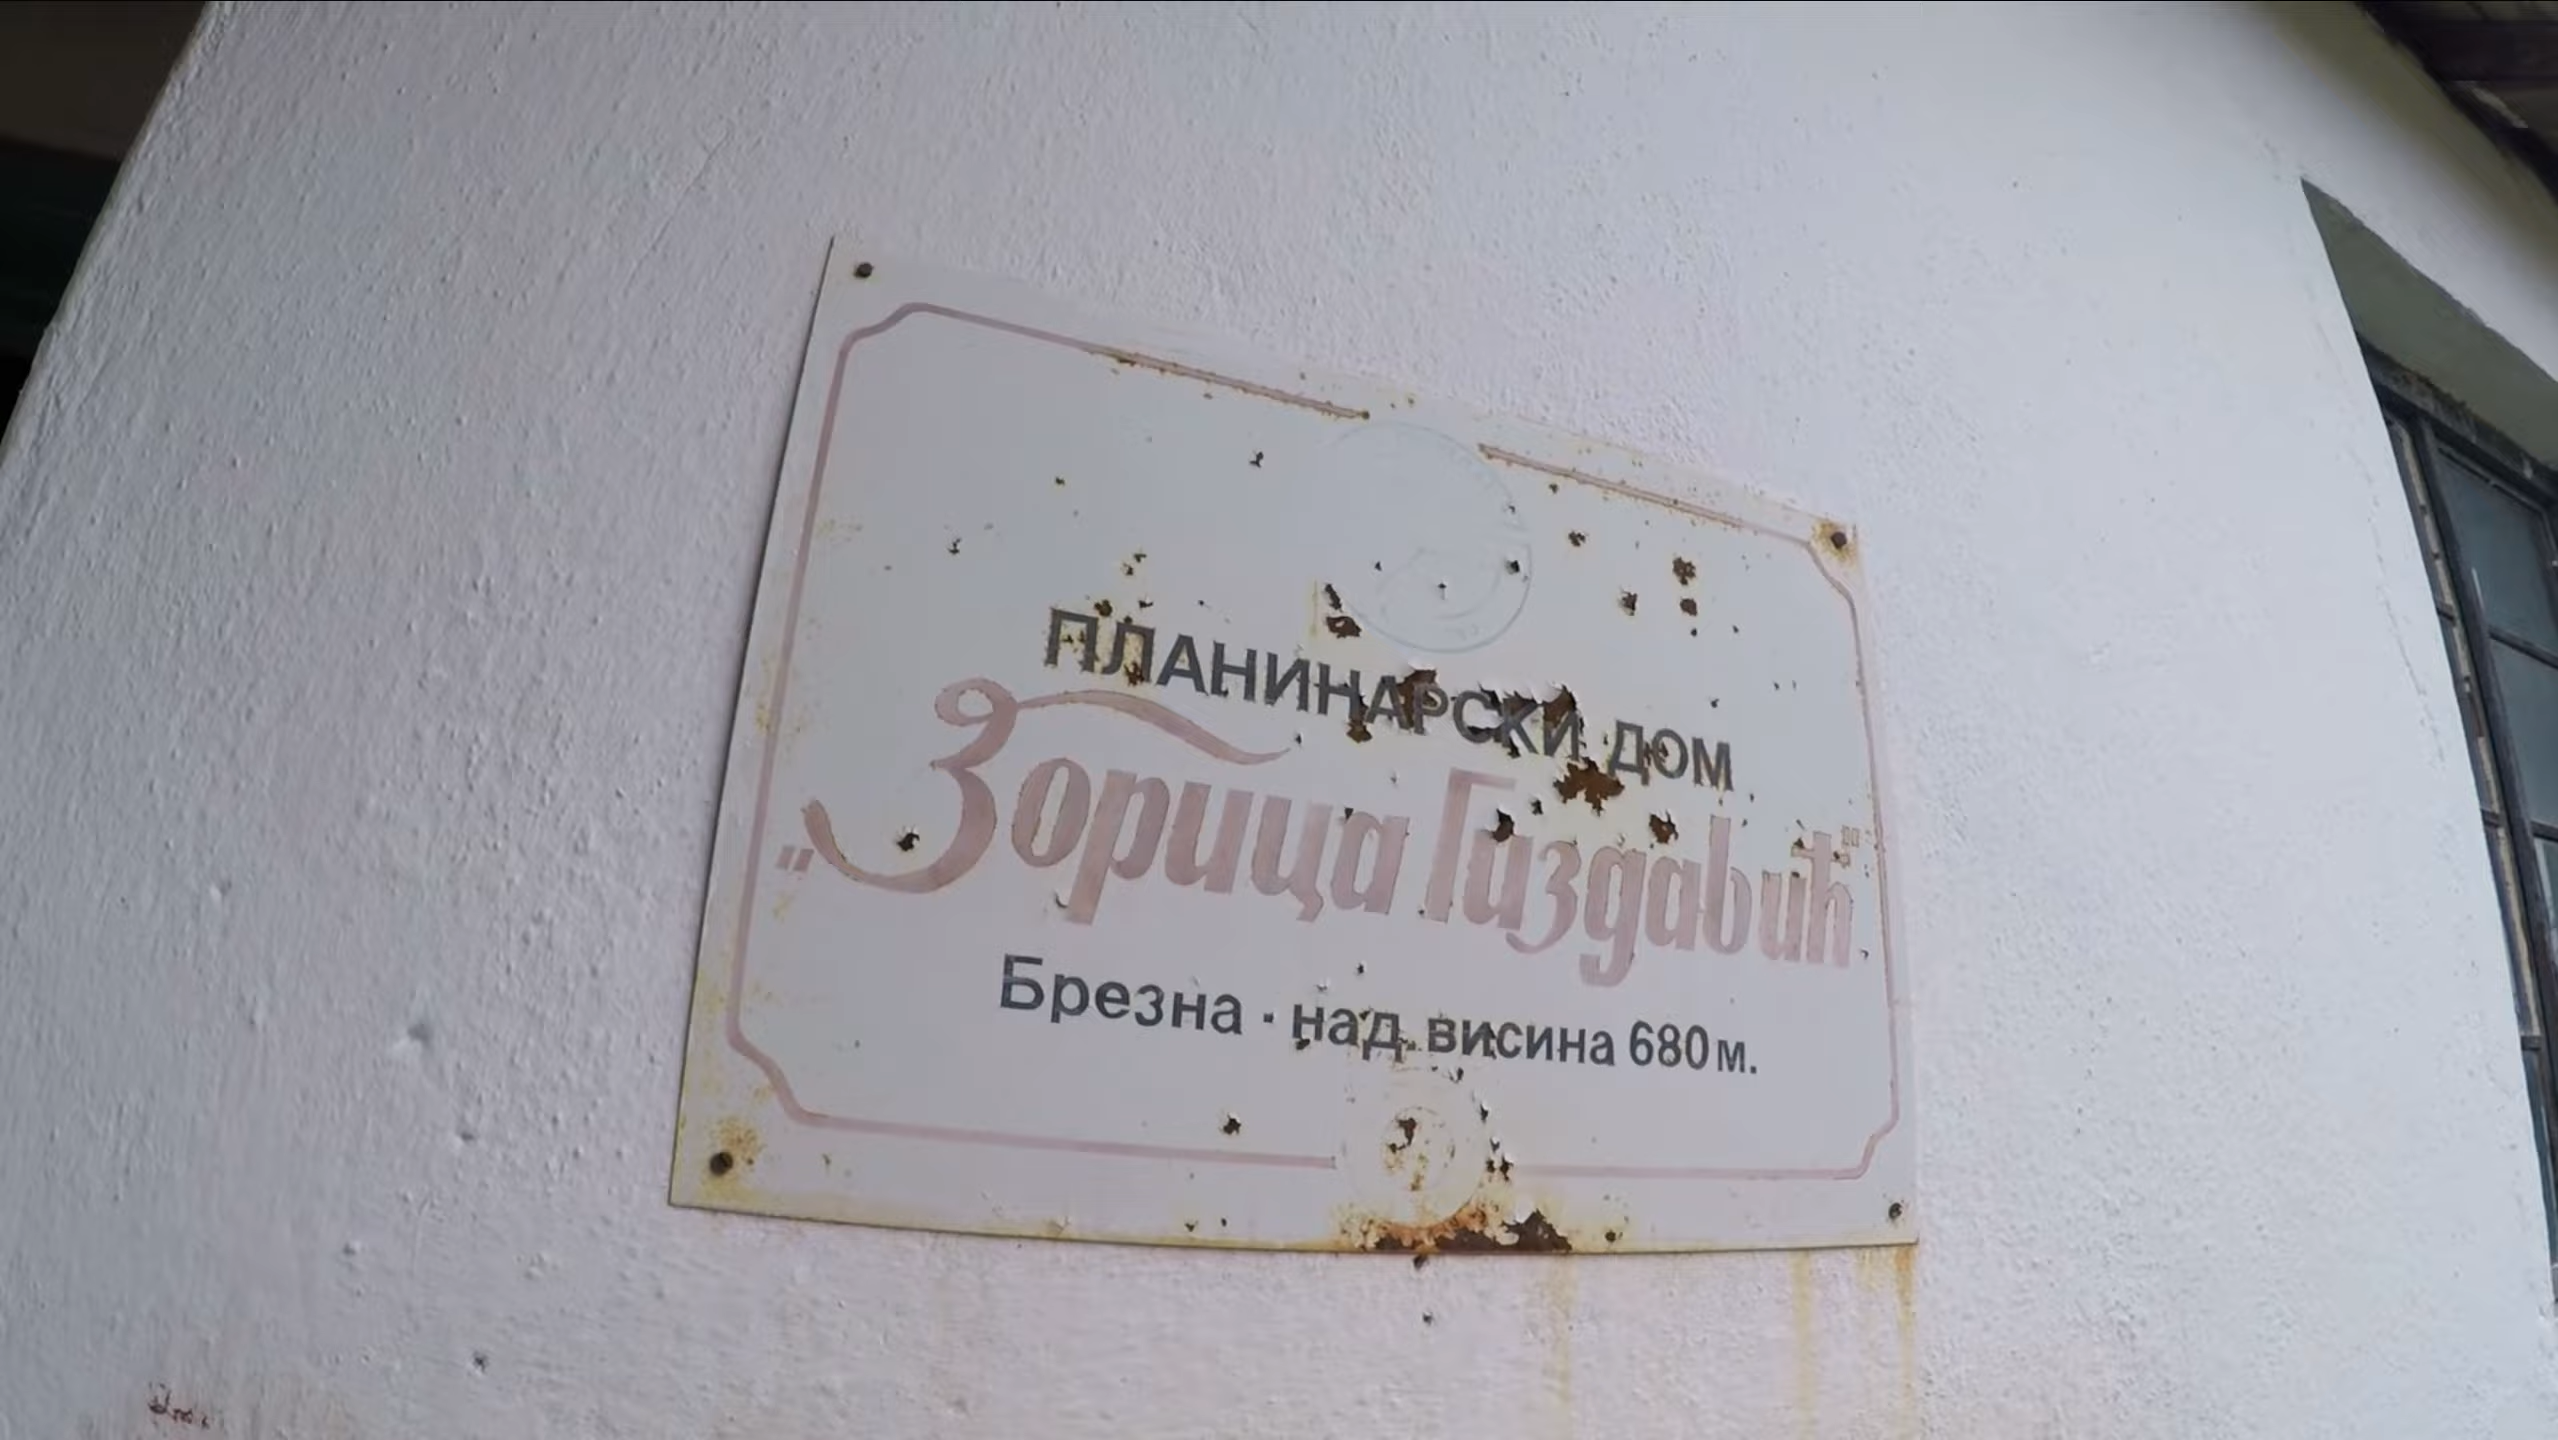 ПЛАНИНАРСКИ ДОМ
„Зорица Гиздавић"
Брезна · над висина 680 м.